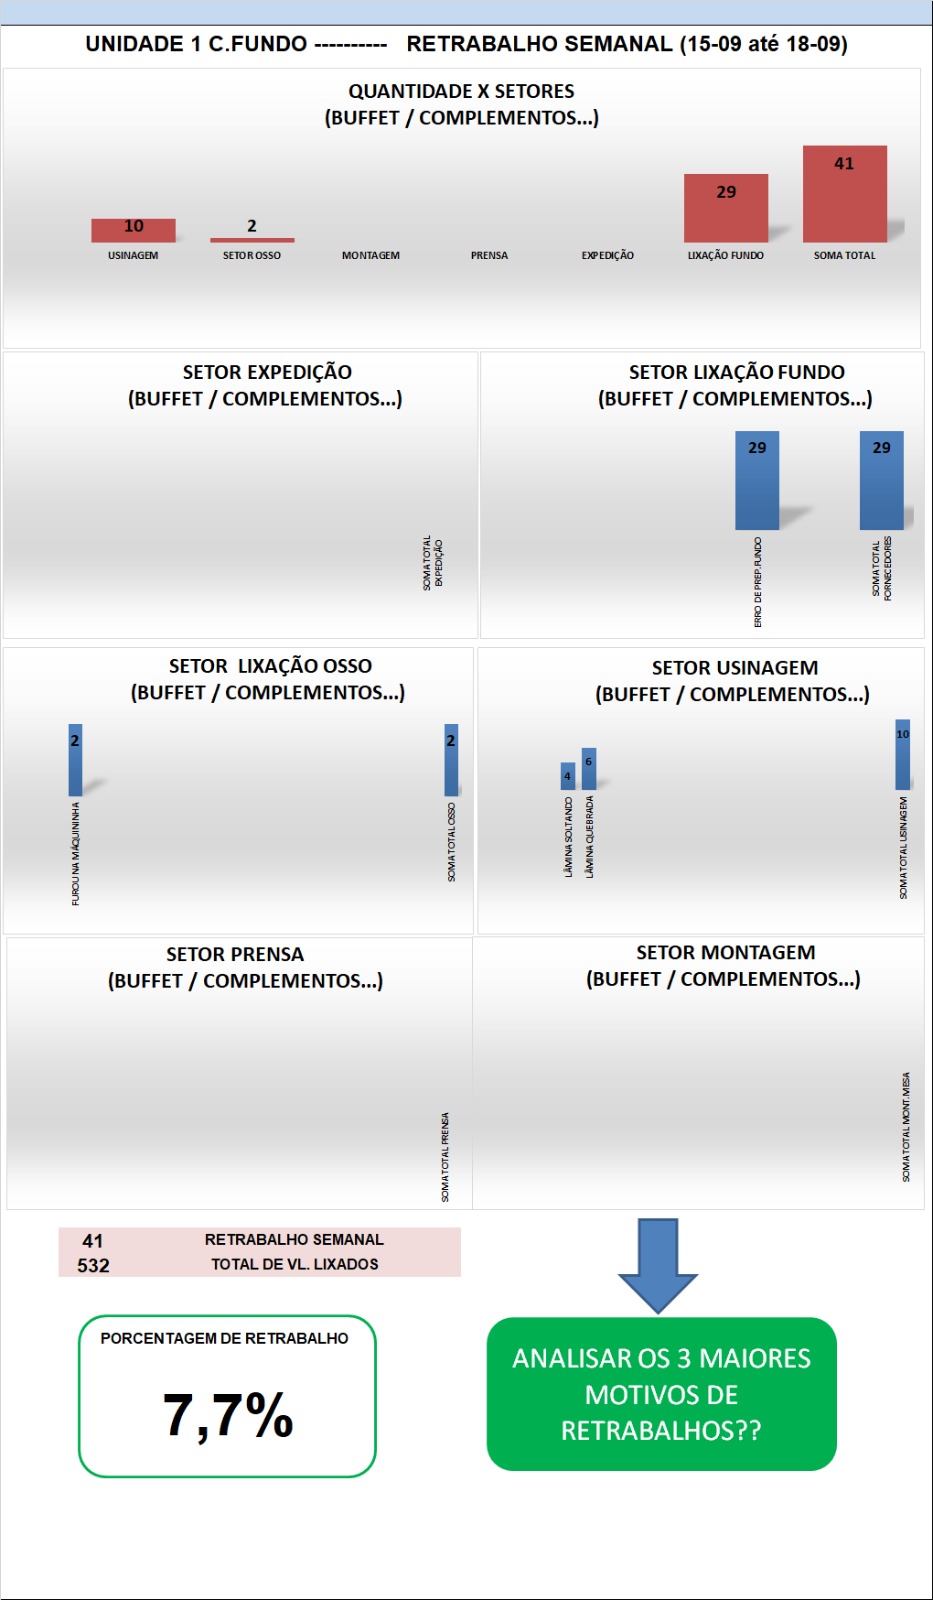 UNIDADE 1 C.FUNDO ---------- RETRABALHO SEMANAL (15-09 até 18-09)
QUANTIDADE X SETORES
(BUFFET / COMPLEMENTOS...)
10
2
29
41
USINAGEM
SETOR OSSO
MONTAGEM
PRENSA
EXPEDIÇÃO
LIXAÇÃO FUNDO
SOMA TOTAL
SETOR EXPEDIÇÃO
(BUFFET / COMPLEMENTOS...)
SOMA TOTAL
EXPEDIÇÃO
SETOR LIXAÇÃO FUNDO
(BUFFET / COMPLEMENTOS...)
29
29
ERRO DE PREP.FUNDO
SOMA TOTAL
FORNECEDORES
SETOR LIXAÇÃO OSSO
(BUFFET / COMPLEMENTOS...)
2
2
FUROU NA MÁQUININHA
SOMA TOTAL OSSO
SETOR USINAGEM
(BUFFET / COMPLEMENTOS...)
4
6
10
LÂMINA SOLTANDO
LÂMINA QUEBRADA
SOMA TOTAL USINAGEM
SETOR PRENSA
(BUFFET / COMPLEMENTOS...)
SOMA TOTAL PRENSA
SETOR MONTAGEM
(BUFFET / COMPLEMENTOS...)
SOMA TOTAL MONT.MESA
41 RETRABALHO SEMANAL
532 TOTAL DE VL. LIXADOS
PORCENTAGEM DE RETRABALHO
7,7%
ANALISAR OS 3 MAIORES
MOTIVOS DE
RETRABALHOS??